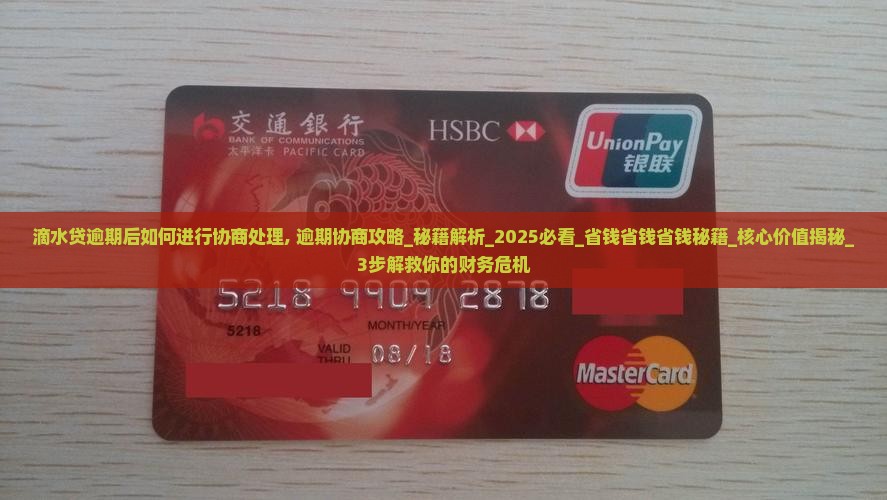 交通銀行
BANK OF COMMUNICATIONS
太平洋卡 PACIFIC CARD
HSBC
UnionPay
银联
滴水贷逾期后如何进行协商处理, 逾期协商攻略_秘籍解析_2025必看_省钱省钱省钱秘籍_核心价值揭秘_
3步解救你的财务危机
5218 9909 2878
5218
MONTH/YEAR
VALID
THRU
08/18
MasterCard